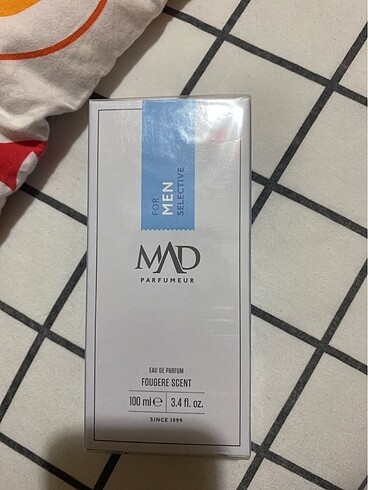 FOR
MEN
SELECTIVE
MAD
PARFUMEUR
EAU DE PARFUM
FOUGERE SCENT
100 ml ℮ 3.4 fl. oz.
SINCE 1999